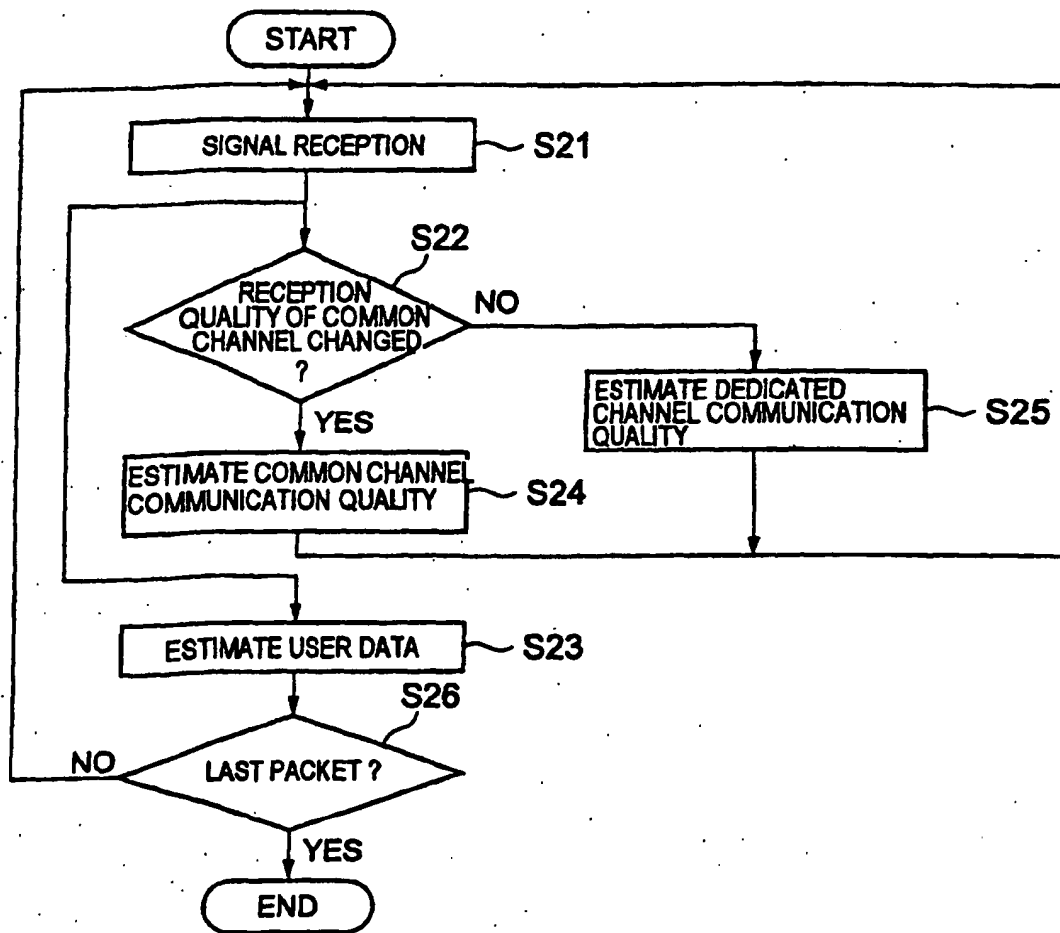 START
SIGNAL RECEPTION
S21
S22
RECEPTION
QUALITY OF COMMON
CHANNEL CHANGED
?
NO
YES
ESTIMATE DEDICATED
CHANNEL COMMUNICATION
QUALITY
S25
ESTIMATE COMMON CHANNEL
COMMUNICATION QUALITY
S24
ESTIMATE USER DATA
S23
S26
LAST PACKET ?
NO
YES
END